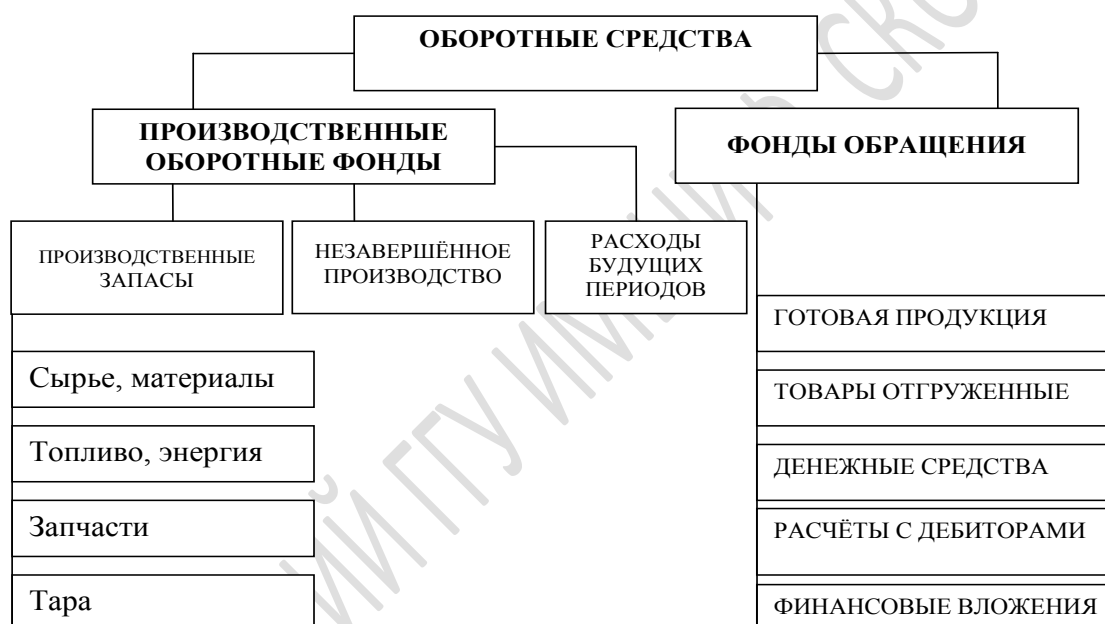 ОБОРОТНЫЕ СРЕДСТВА
ПРОИЗВОДСТВЕННЫЕ
ОБОРОТНЫЕ ФОНДЫ
ФОНДЫ ОБРАЩЕНИЯ
ПРОИЗВОДСТВЕННЫЕ
ЗАПАСЫ
НЕЗАВЕРШЁННОЕ
ПРОИЗВОДСТВО
РАСХОДЫ
БУДУЩИХ
ПЕРИОДОВ
Сырье, материалы
Топливо, энергия
Запчасти
Тара
ГОТОВАЯ ПРОДУКЦИЯ
ТОВАРЫ ОТГРУЖЕННЫЕ
ДЕНЕЖНЫЕ СРЕДСТВА
РАСЧЁТЫ С ДЕБИТОРАМИ
ФИНАНСОВЫЕ ВЛОЖЕНИЯ
ГГУ